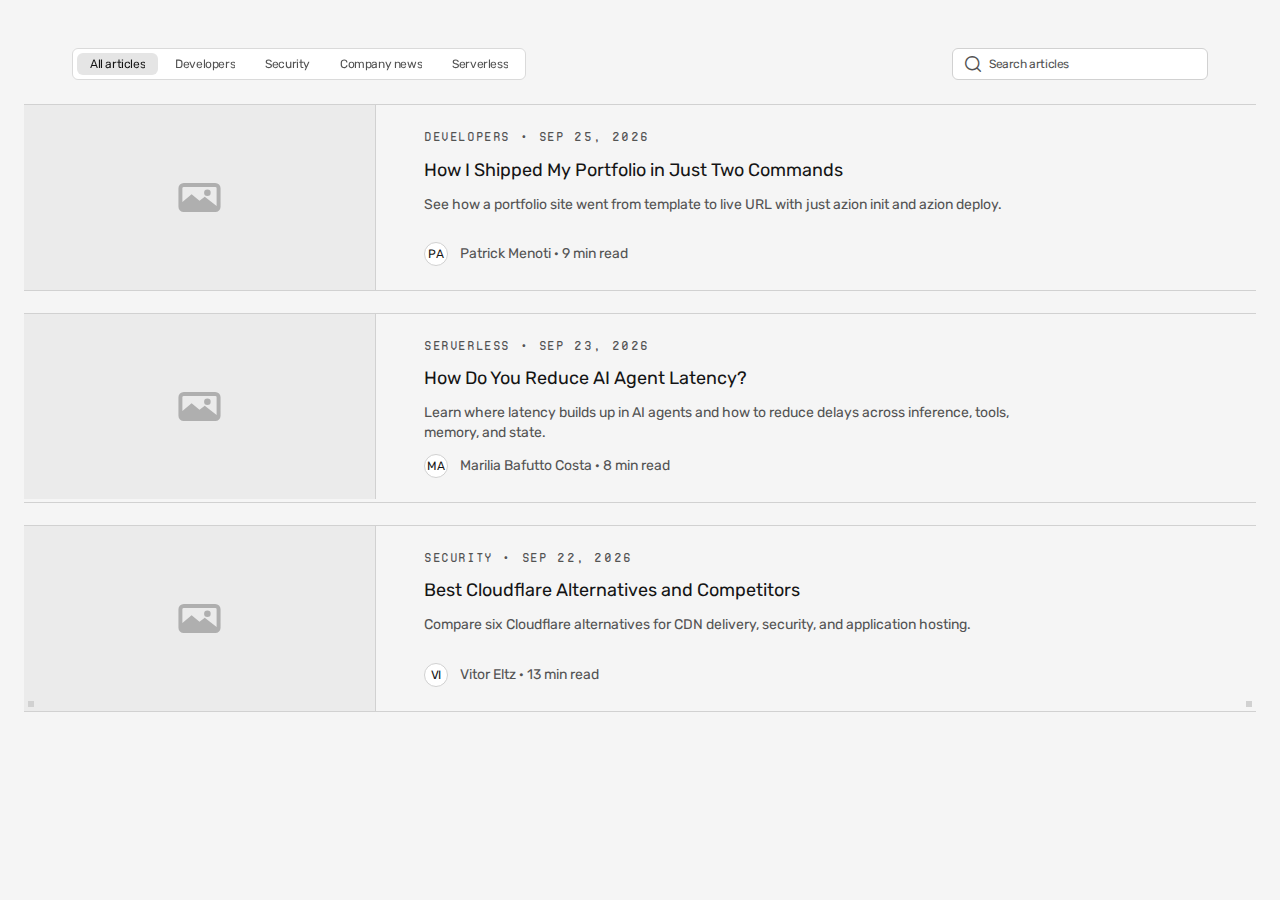 All articles Developers Security Company news Serverless
Search articles
DEVELOPERS • SEP 25, 2026
How I Shipped My Portfolio in Just Two Commands
See how a portfolio site went from template to live URL with just azion init and azion deploy.
PA Patrick Menoti • 9 min read
SERVERLESS • SEP 23, 2026
How Do You Reduce AI Agent Latency?
Learn where latency builds up in AI agents and how to reduce delays across inference, tools,
memory, and state.
MA Marilia Bafutto Costa • 8 min read
SECURITY • SEP 22, 2026
Best Cloudflare Alternatives and Competitors
Compare six Cloudflare alternatives for CDN delivery, security, and application hosting.
VI Vitor Eltz • 13 min read